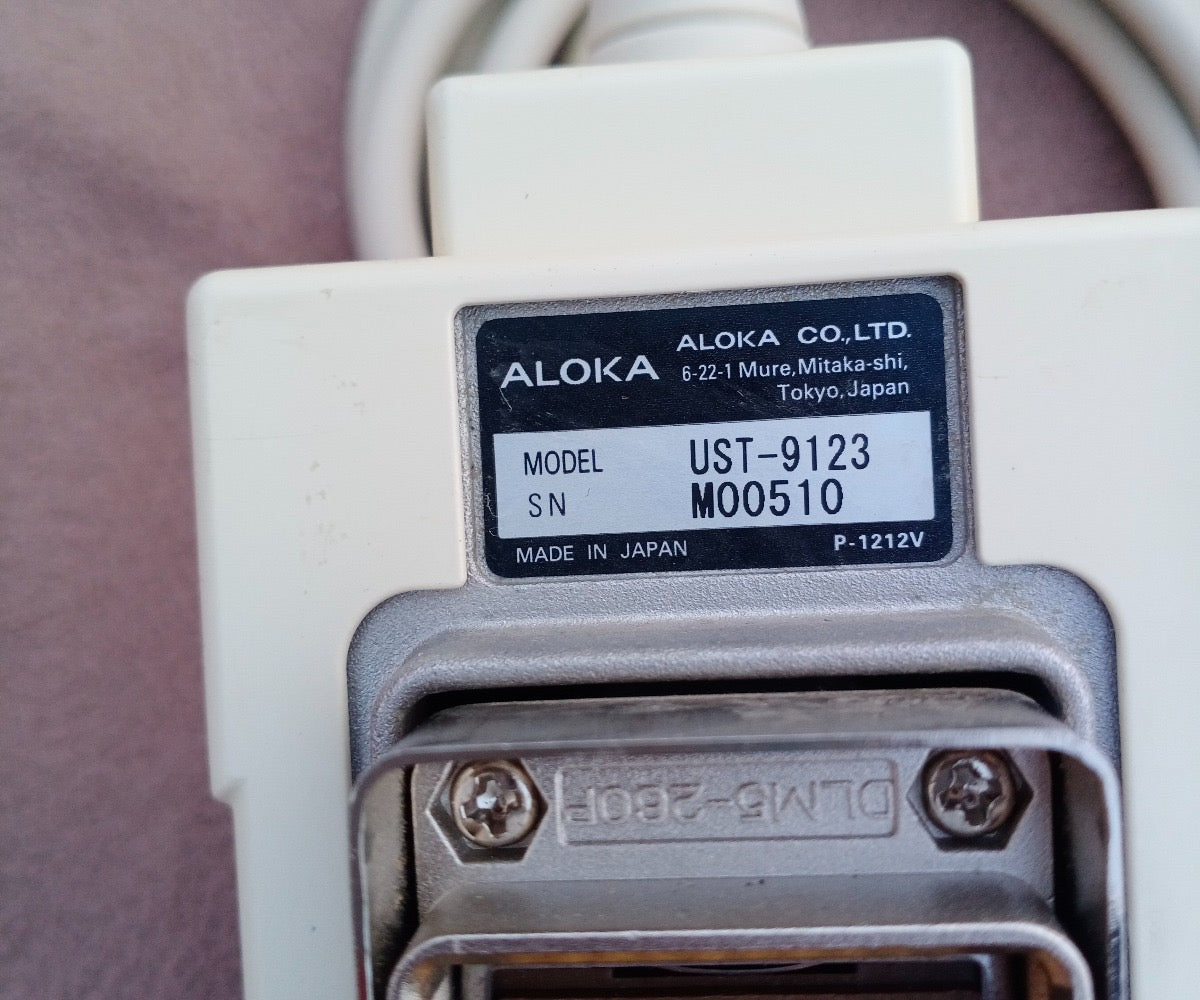 ALOKA CO.,LTD.
ALOKA
6-22-1 Mure,Mitaka-shi,
Tokyo,Japan
MODEL UST-9123
SN M00510
MADE IN JAPAN P-1212V
DLM5-260P